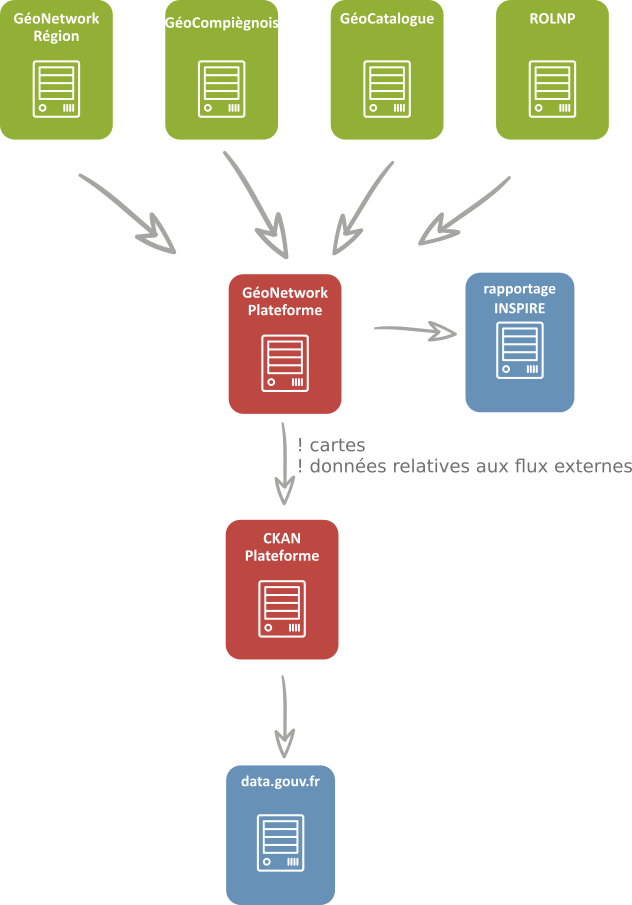 GéoNetwork
Région
GéoCompiègnois
GéoCatalogue
ROLNP
GéoNetwork
Plateforme
rapportage
INSPIRE
! cartes
! données relatives aux flux externes
CKAN
Plateforme
data.gouv.fr